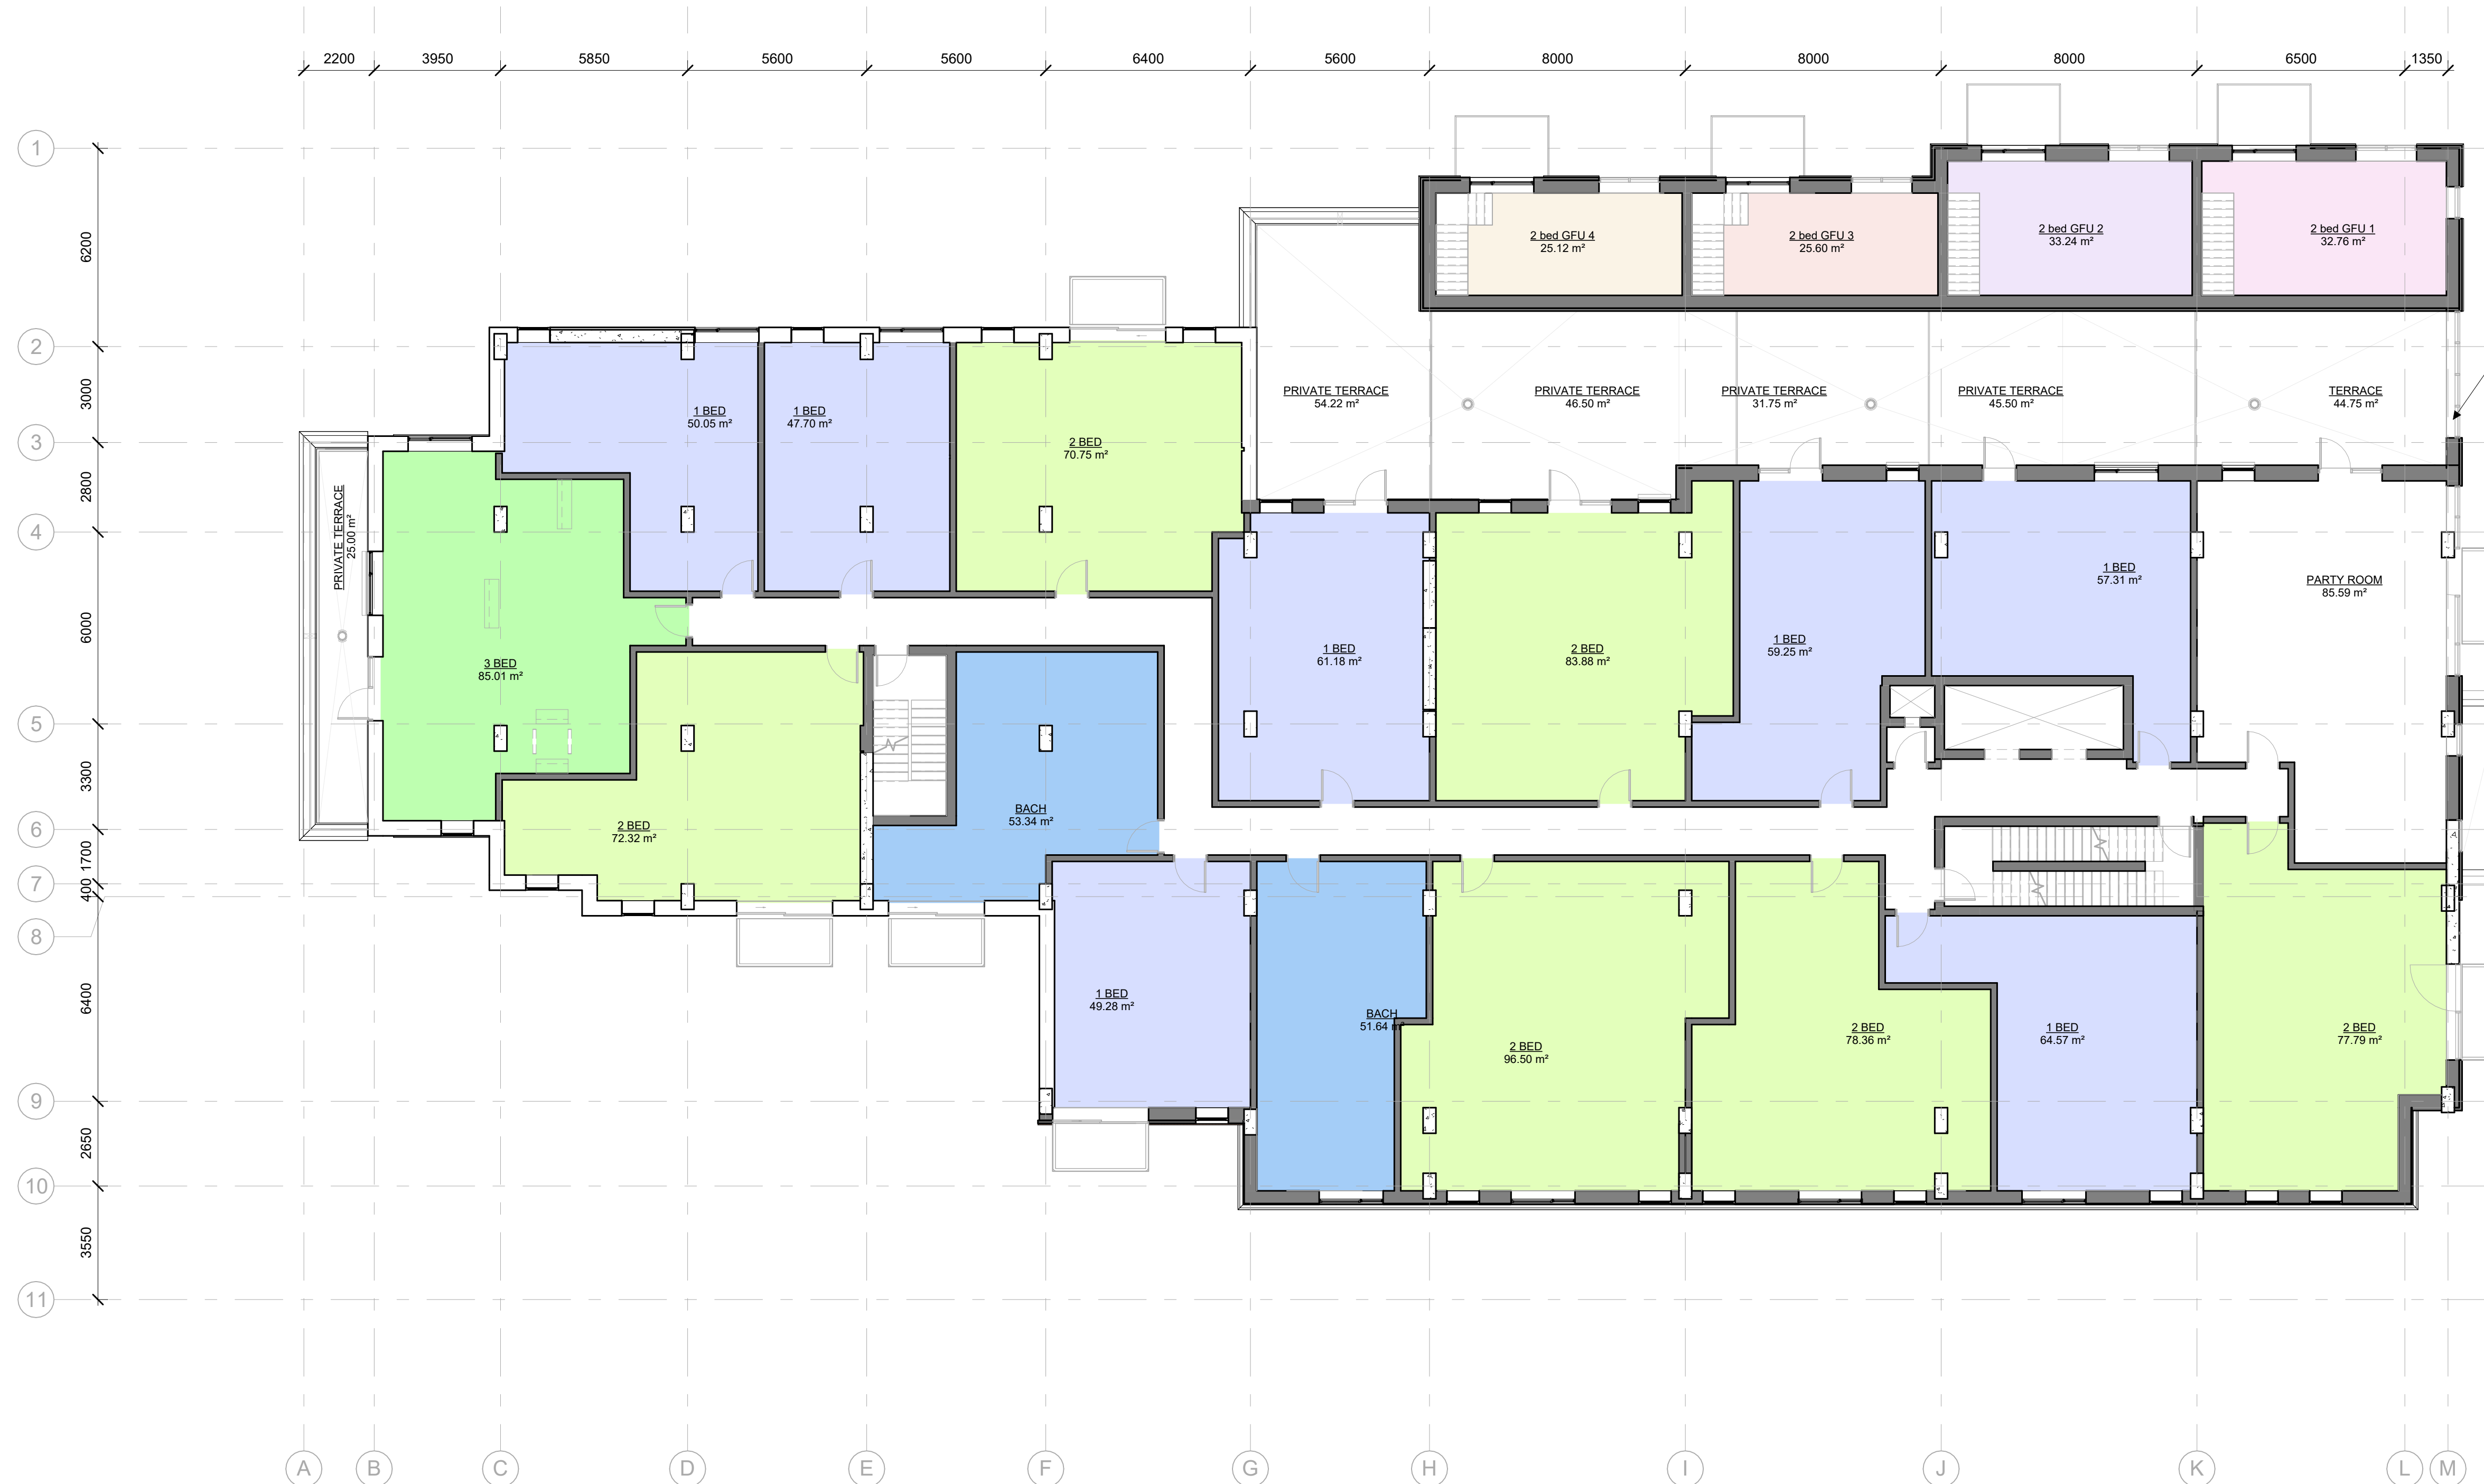 2200 3950 5850 5600 5600 6400 5600 8000 8000 8000 6500 1350
1
6200
2 bed GFU 4
25.12 m²
2 bed GFU 3
25.60 m²
2 bed GFU 2
33.24 m²
2 bed GFU 1
32.76 m²
2
3000
PRIVATE TERRACE
54.22 m²
PRIVATE TERRACE
46.50 m²
PRIVATE TERRACE
31.75 m²
PRIVATE TERRACE
45.50 m²
TERRACE
44.75 m²
1 BED
50.05 m²
1 BED
47.70 m²
2 BED
70.75 m²
3
2800
4
PRIVATE TERRACE
25.00 m²
6000
3 BED
85.01 m²
1 BED
61.18 m²
2 BED
83.88 m²
1 BED
59.25 m²
1 BED
57.31 m²
PARTY ROOM
85.59 m²
5
3300
2 BED
72.32 m²
BACH
53.34 m²
6
1700
7
400
8
6400
1 BED
49.28 m²
BACH
51.64 m²
2 BED
96.50 m²
2 BED
78.36 m²
1 BED
64.57 m²
2 BED
77.79 m²
9
2650
10
3550
11
A B C D E F G H I J K L M